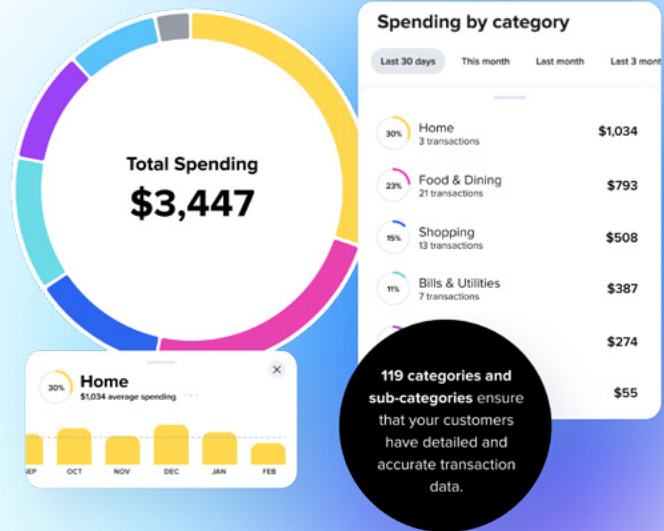 Total Spending
$3,447
Spending by category
Last 30 days
This month
Last month
Last 3 mont
30%
Home
$1,034
3 transactions
23%
Food & Dining
$793
21 transactions
15%
Shopping
$508
13 transactions
11%
Bills & Utilities
$387
7 transactions
$274
$55
119 categories and
sub-categories ensure
that your customers
have detailed and
accurate transaction
data.
30%
Home
$1,034 average spending
EP
OCT
NOV
DEC
JAN
FEB